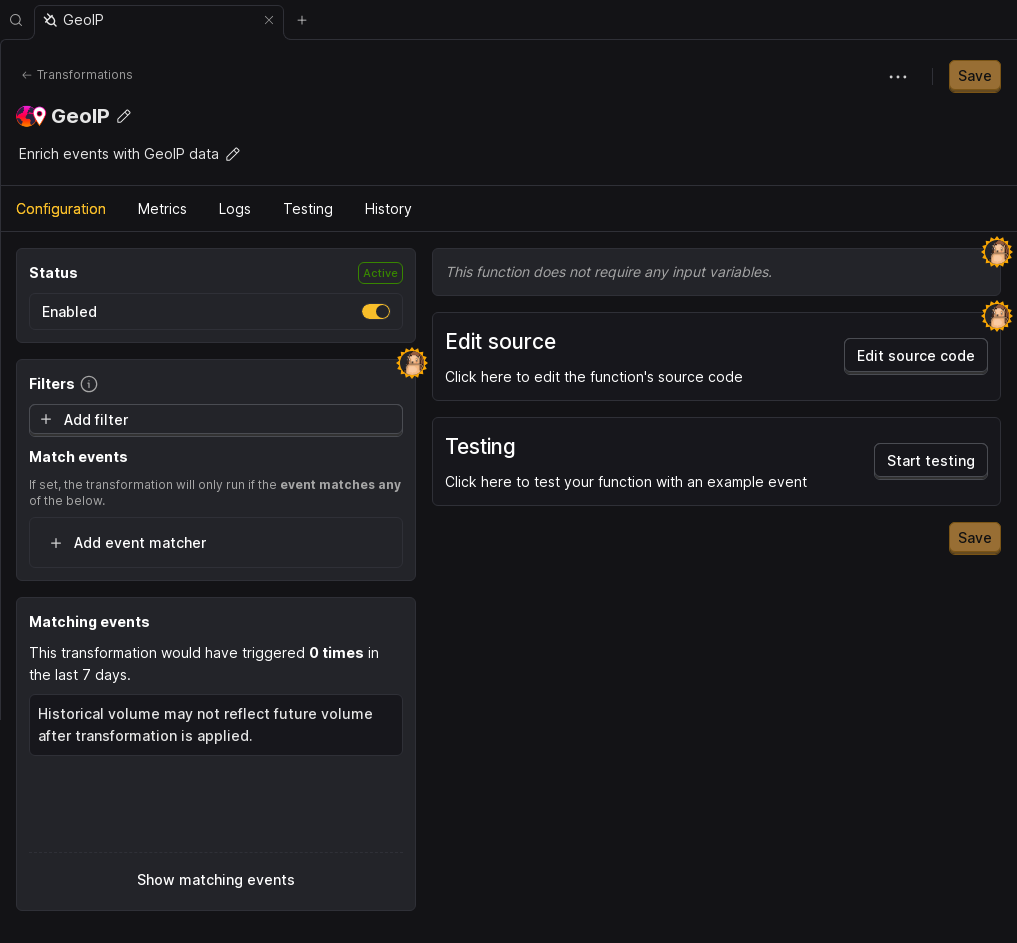 GeoIP
Transformations
Save
GeoIP
Enrich events with GeoIP data
Configuration
Metrics
Logs
Testing
History
Status
Active
Enabled
Filters
Add filter
Match events
If set, the transformation will only run if the event matches any
of the below.
Add event matcher
Matching events
This transformation would have triggered 0 times in
the last 7 days.
Historical volume may not reflect future volume
after transformation is applied.
Show matching events
This function does not require any input variables.
Edit source
Click here to edit the function's source code
Edit source code
Testing
Click here to test your function with an example event
Start testing
Save